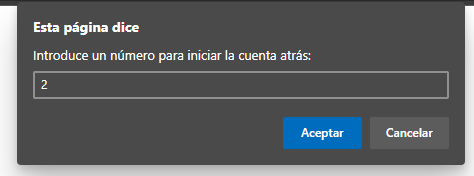 Esta página dice
Introduce un número para iniciar la cuenta atrás:
2
Aceptar
Cancelar